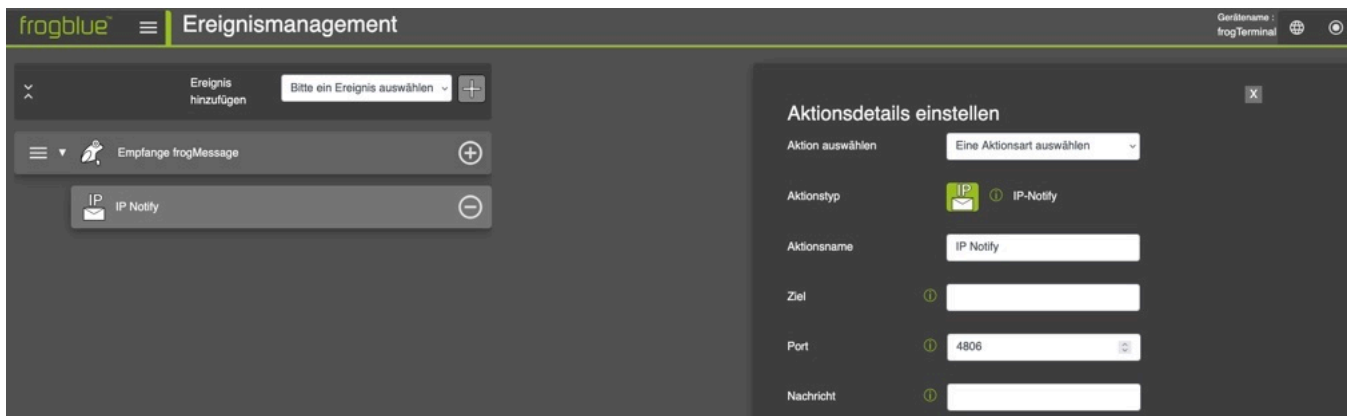 frogblue
Ereignismanagement
Gerätename :
frogTerminal
Ereignis
hinzufügen
Bitte ein Ereignis auswählen
Empfange frogMessage
IP
IP Notify
X
Aktionsdetails einstellen
Aktion auswählen
Eine Aktionsart auswählen
Aktionstyp
IP
IP-Notify
Aktionsname
IP Notify
Ziel
Port
4806
Nachricht